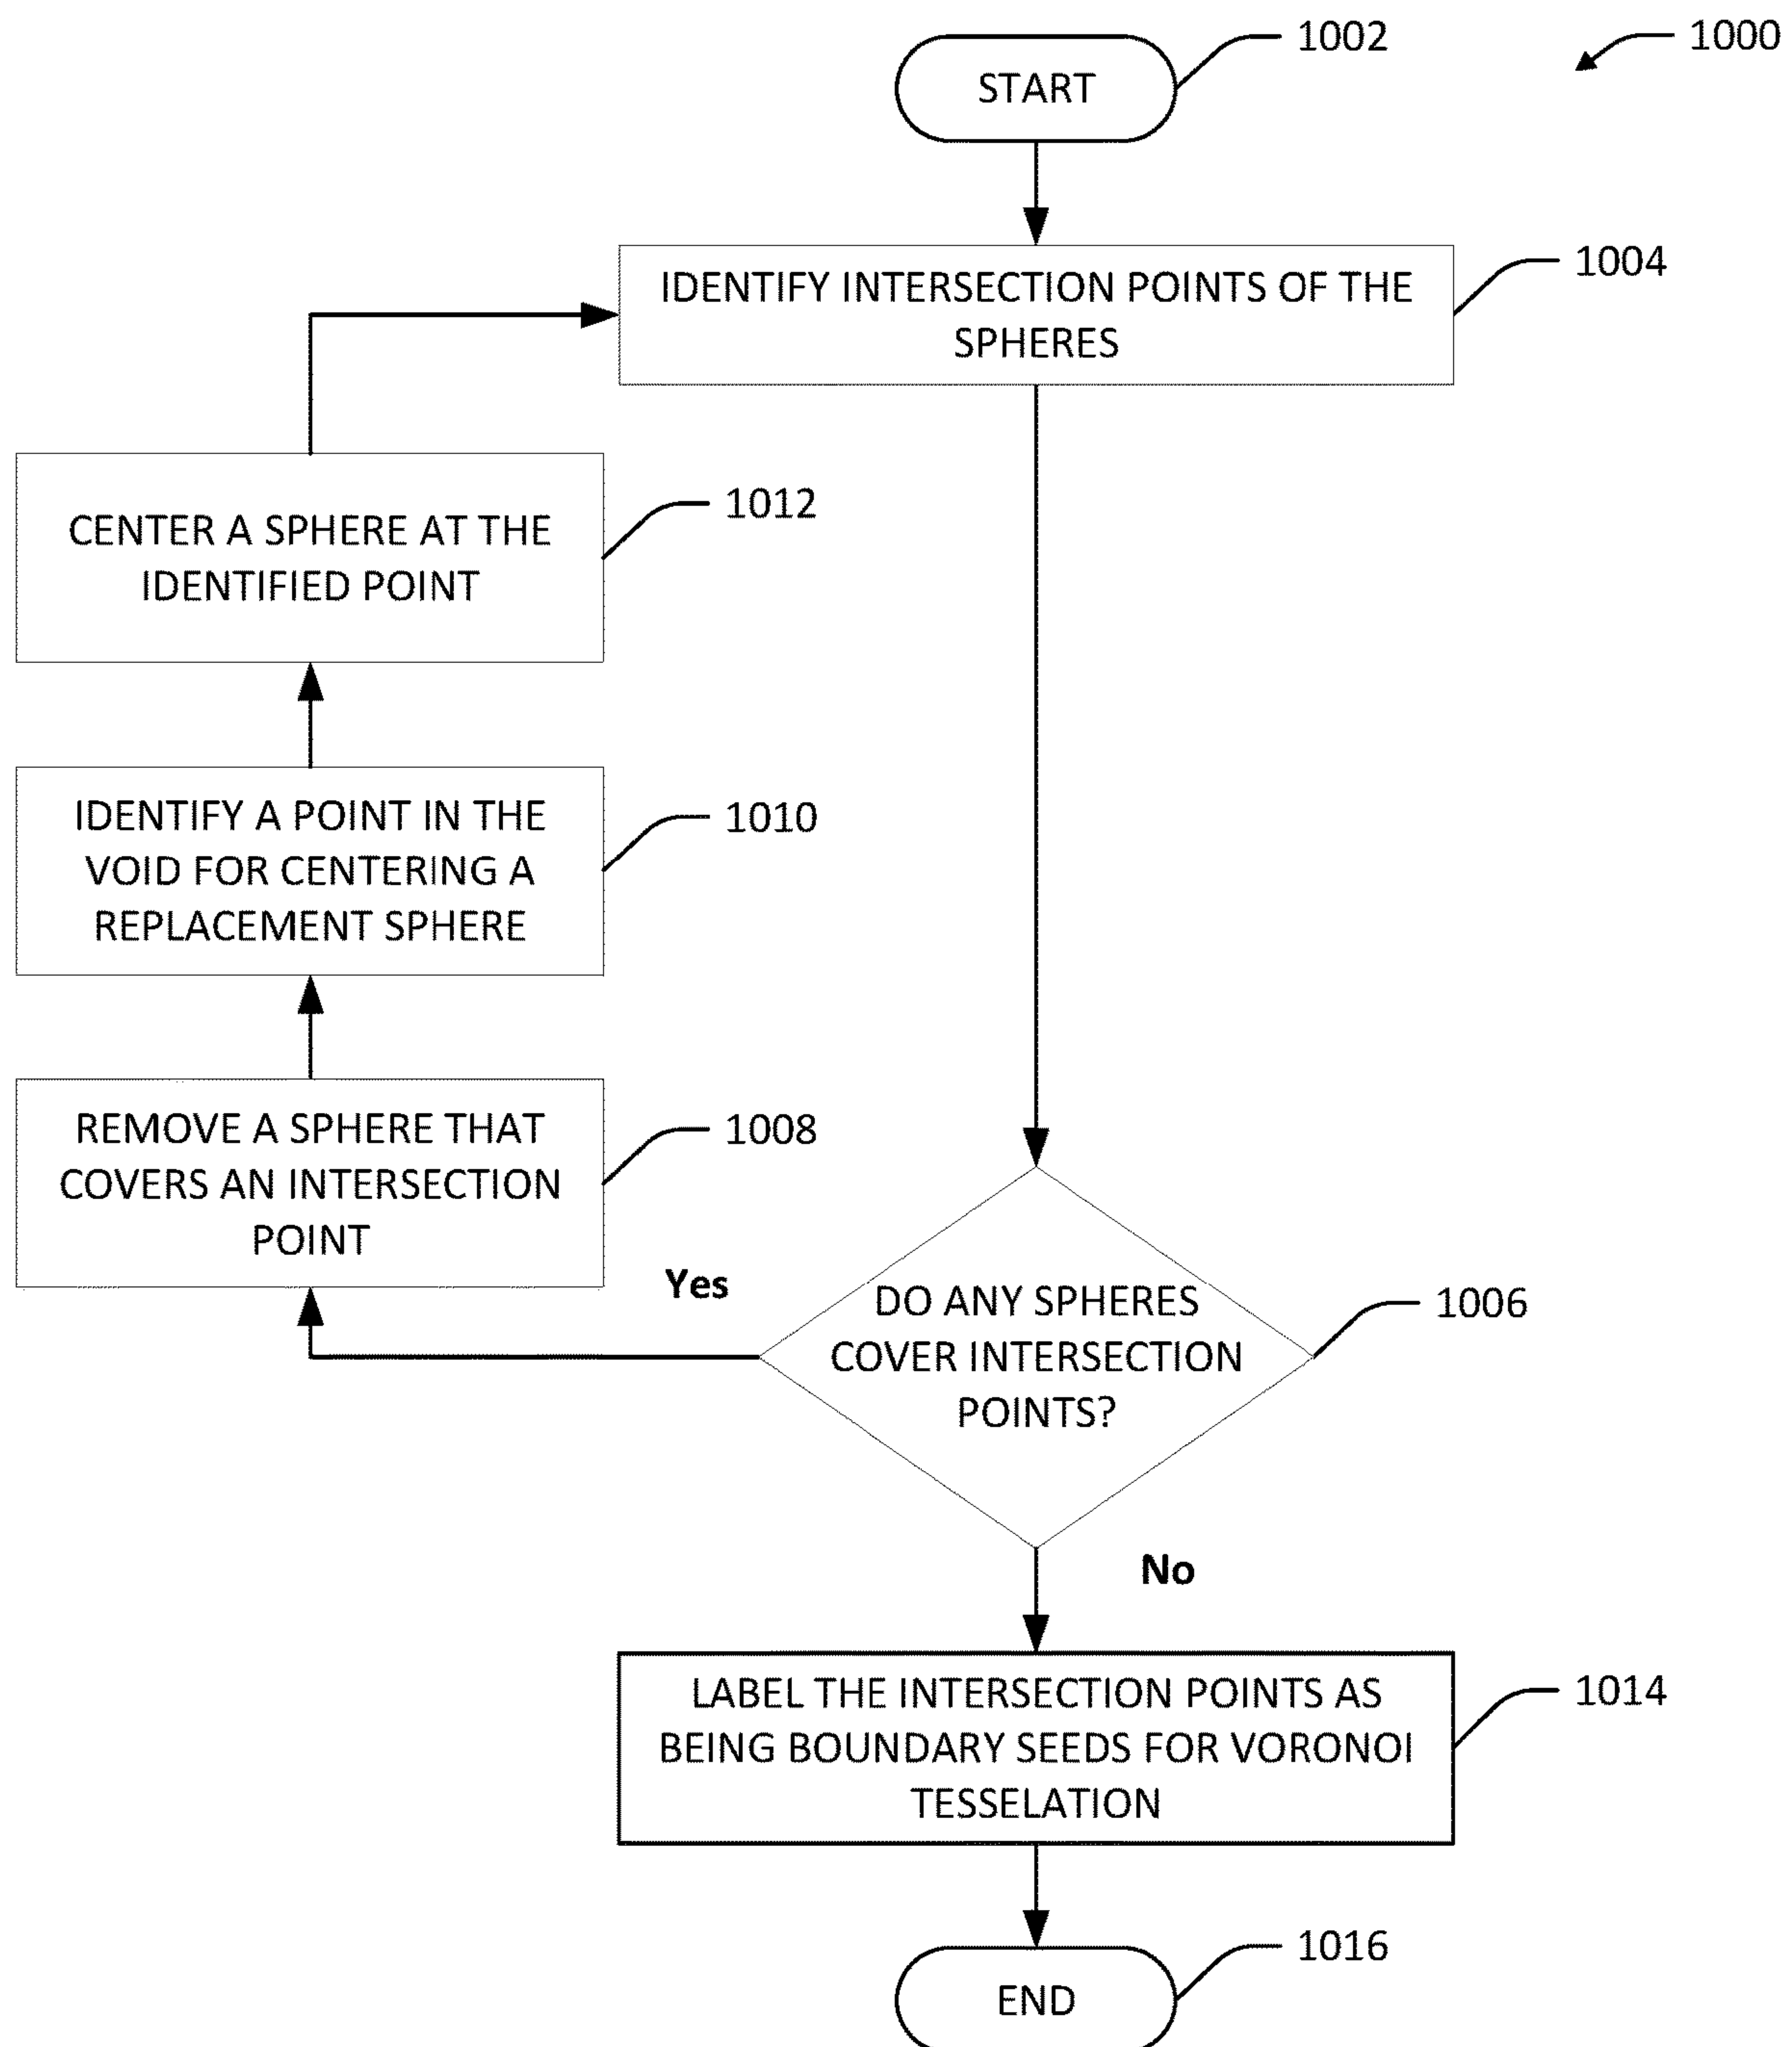 1002
1000
START
1004
IDENTIFY INTERSECTION POINTS OF THE
SPHERES
1012
CENTER A SPHERE AT THE
IDENTIFIED POINT
1010
IDENTIFY A POINT IN THE
VOID FOR CENTERING A
REPLACEMENT SPHERE
1008
REMOVE A SPHERE THAT
COVERS AN INTERSECTION
POINT
Yes
1006
DO ANY SPHERES
COVER INTERSECTION
POINTS?
No
1014
LABEL THE INTERSECTION POINTS AS
BEING BOUNDARY SEEDS FOR VORONOI
TESSELATION
1016
END